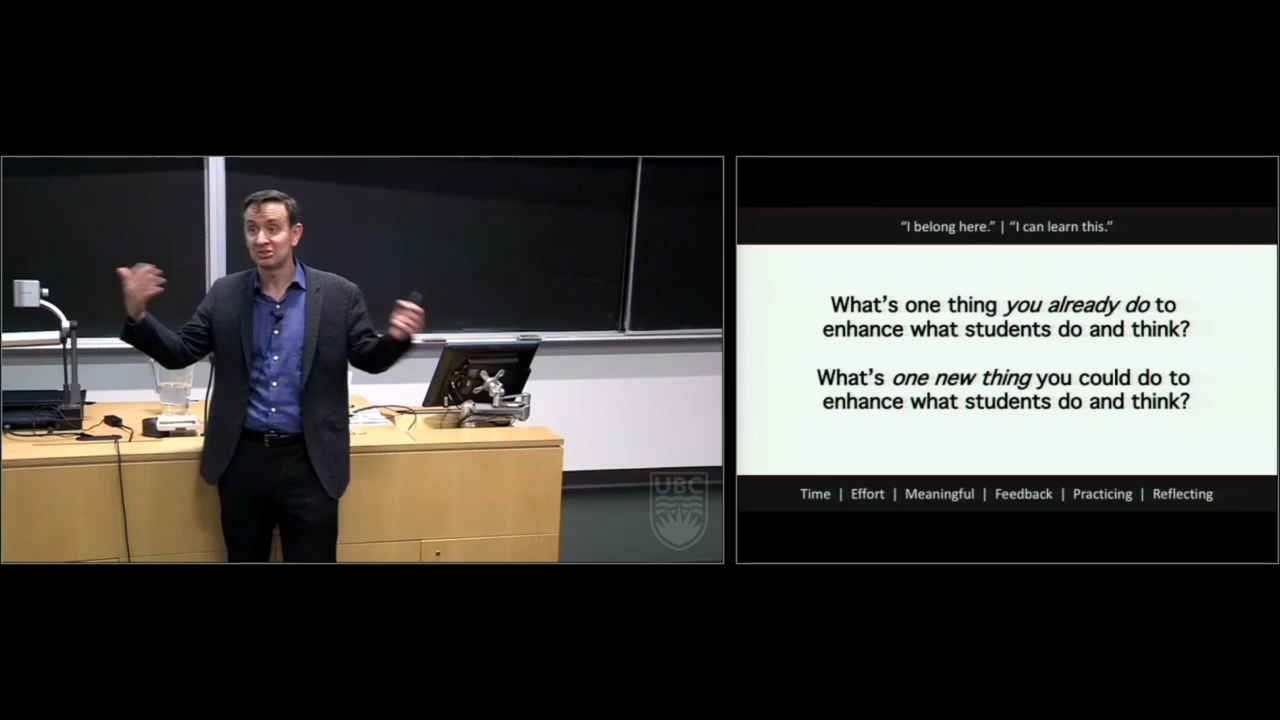 UBC
“I belong here.” | “I can learn this.”
What’s one thing you already do to
enhance what students do and think?
What’s one new thing you could do to
enhance what students do and think?
Time | Effort | Meaningful | Feedback | Practicing | Reflecting